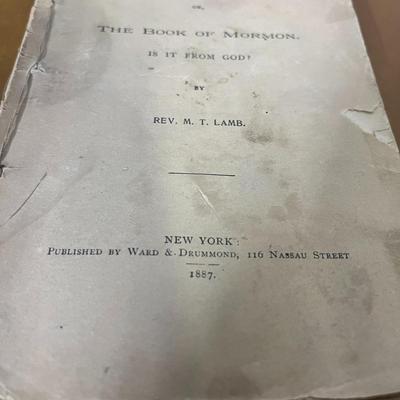 OR,
THE BOOK OF MORMON.
IS IT FROM GOD?
BY
REV. M. T. LAMB.
NEW YORK:
PUBLISHED BY WARD & DRUMMOND, 116 NASSAU STREET
1887.